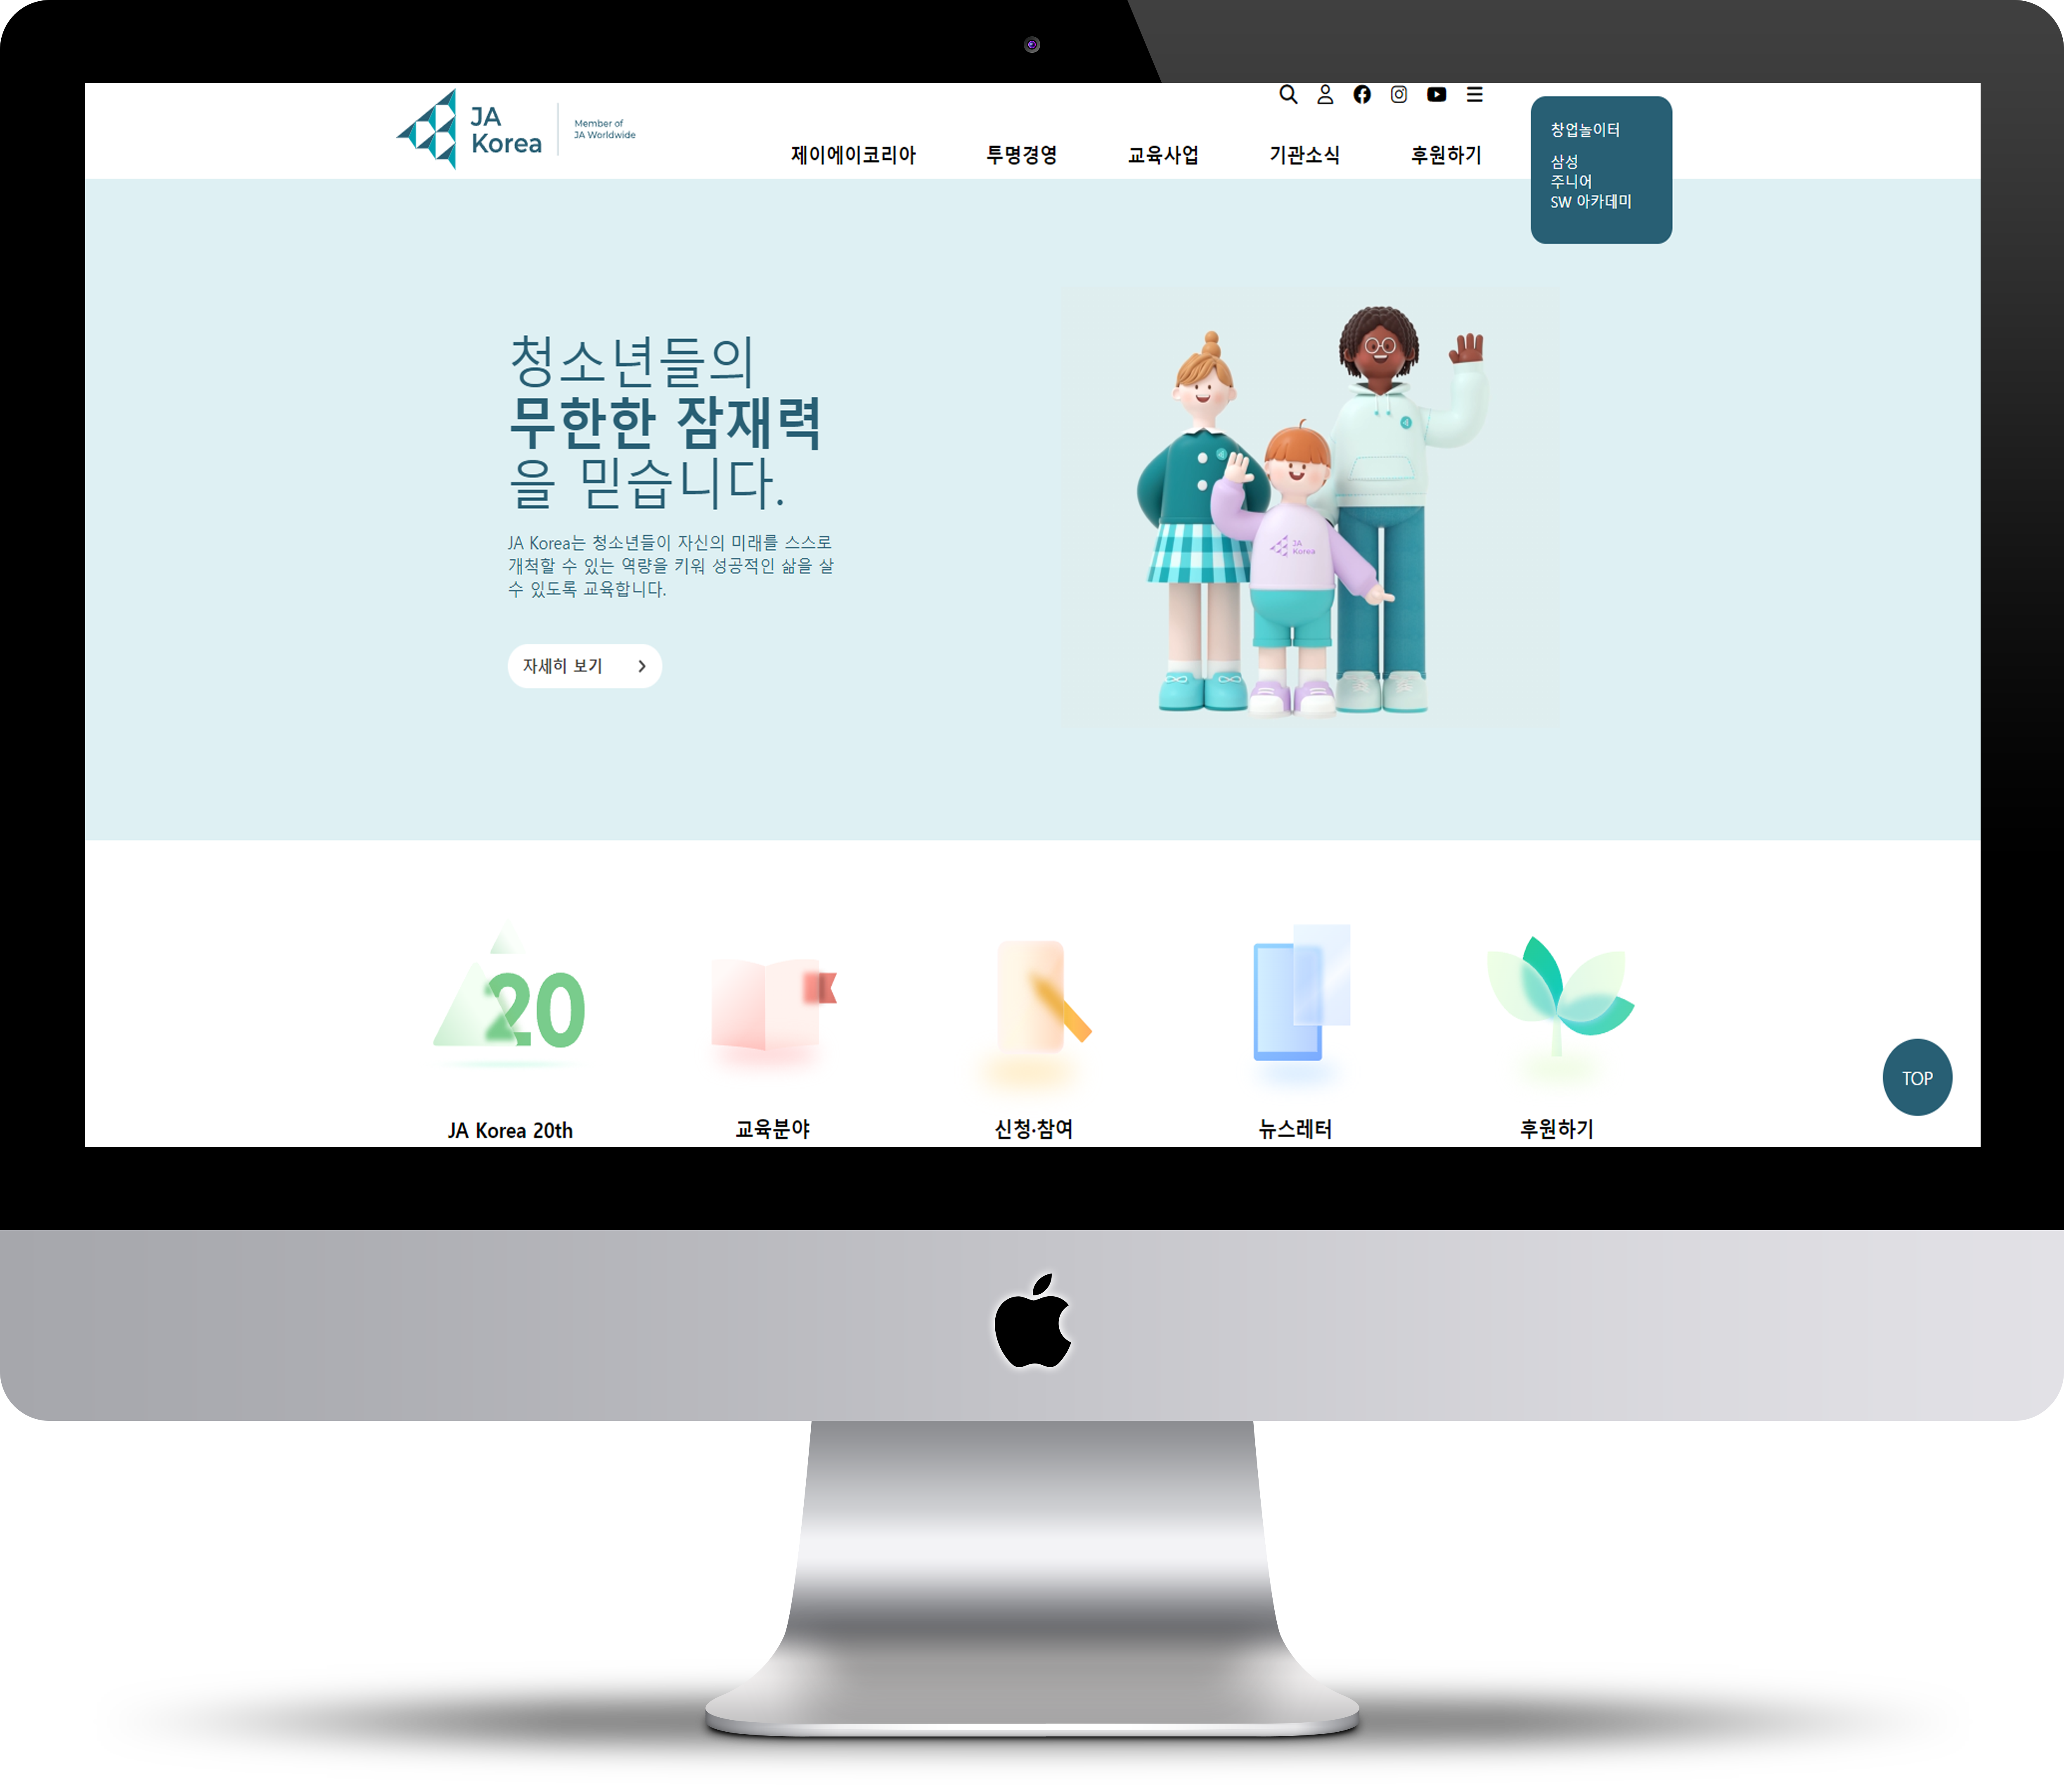 JA
Korea
Member of
JA Worldwide
제이에이코리아
투명경영
교육사업
기관소식
후원하기
창업놀이터
삼성
주니어
SW 아카데미
청소년들의
무한한 잠재력
을 믿습니다.
JA Korea는 청소년들이 자신의 미래를 스스로
개척할 수 있는 역량을 키워 성공적인 삶을 살
수 있도록 교육합니다.
자세히 보기
JA
Korea
20
JA Korea 20th
교육분야
신청·참여
뉴스레터
후원하기
TOP